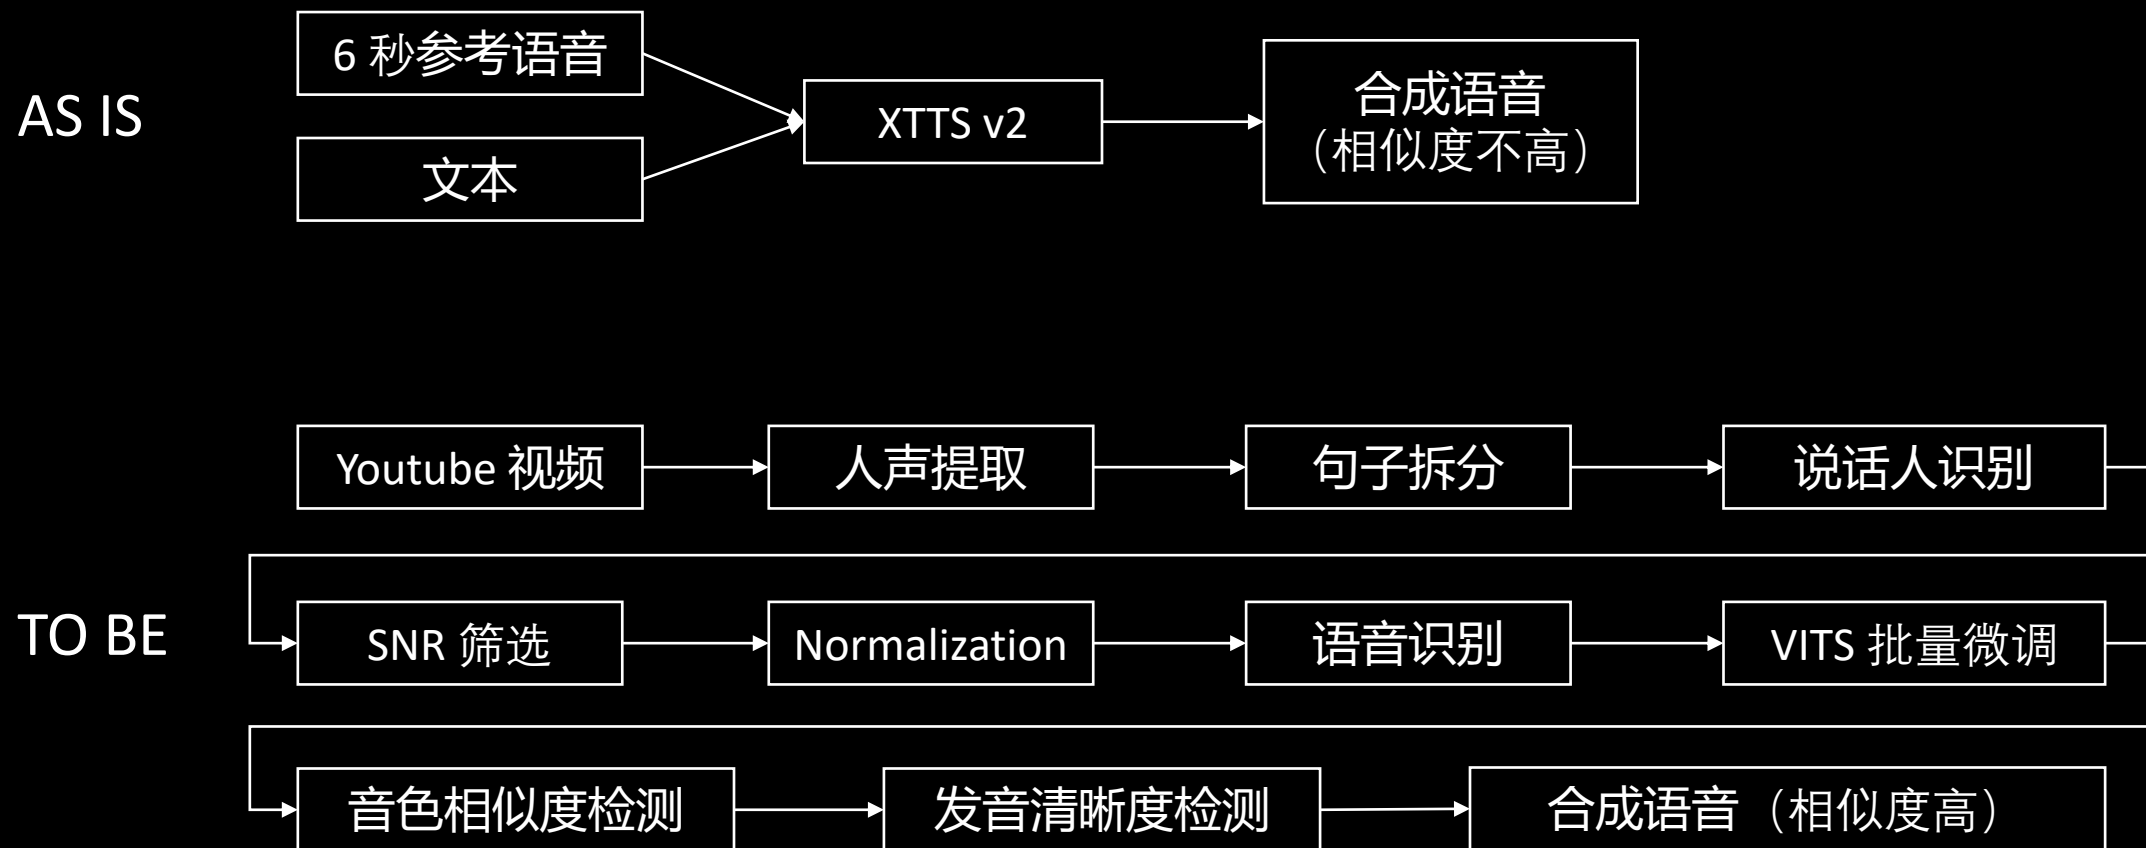 AS IS
6 秒参考语音
文本
XTTS v2
合成语音
（相似度不高）
TO BE
Youtube 视频
人声提取
句子拆分
说话人识别
SNR 筛选
Normalization
语音识别
VITS 批量微调
音色相似度检测
发音清晰度检测
合成语音（相似度高）